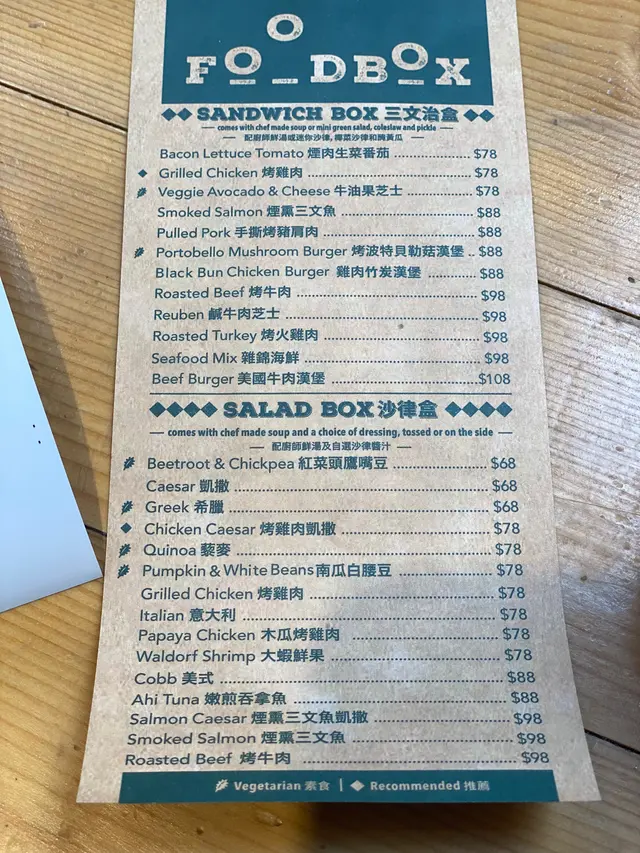 FOODBOX
SANDWICH BOX 三文治盒
comes with chef made soup or mini green salad, coleslaw and pickle
配廚師鮮湯或迷你沙律, 椰菜沙律和醃黃瓜
Bacon Lettuce Tomato 煙肉生菜番茄 $78
Grilled Chicken 烤雞肉 $78
Veggie Avocado & Cheese 牛油果芝士 $78
Smoked Salmon 煙熏三文魚 $88
Pulled Pork 手撕烤豬肩肉 $88
Portobello Mushroom Burger 烤波特貝勒菇漢堡 $88
Black Bun Chicken Burger 雞肉竹炭漢堡 $88
Roasted Beef 烤牛肉 $98
Reuben 鹹牛肉芝士 $98
Roasted Turkey 烤火雞肉 $98
Seafood Mix 雜錦海鮮 $98
Beef Burger 美國牛肉漢堡 $108
SALAD BOX 沙律盒
comes with chef made soup and a choice of dressing, tossed or on the side
配廚師鮮湯及自選沙律醬汁
Beetroot & Chickpea 紅菜頭鷹嘴豆 $68
Caesar 凱撒 $68
Greek 希臘 $68
Chicken Caesar 烤雞肉凱撒 $78
Quinoa 藜麥 $78
Pumpkin & White Beans 南瓜白腰豆 $78
Grilled Chicken 烤雞肉 $78
Italian 意大利 $78
Papaya Chicken 木瓜烤雞肉 $78
Waldorf Shrimp 大蝦鮮果 $78
Cobb 美式 $88
Ahi Tuna 嫩煎吞拿魚 $88
Salmon Caesar 煙熏三文魚凱撒 $98
Smoked Salmon 煙熏三文魚 $98
Roasted Beef 烤牛肉 $98
Vegetarian 素食 | Recommended 推薦